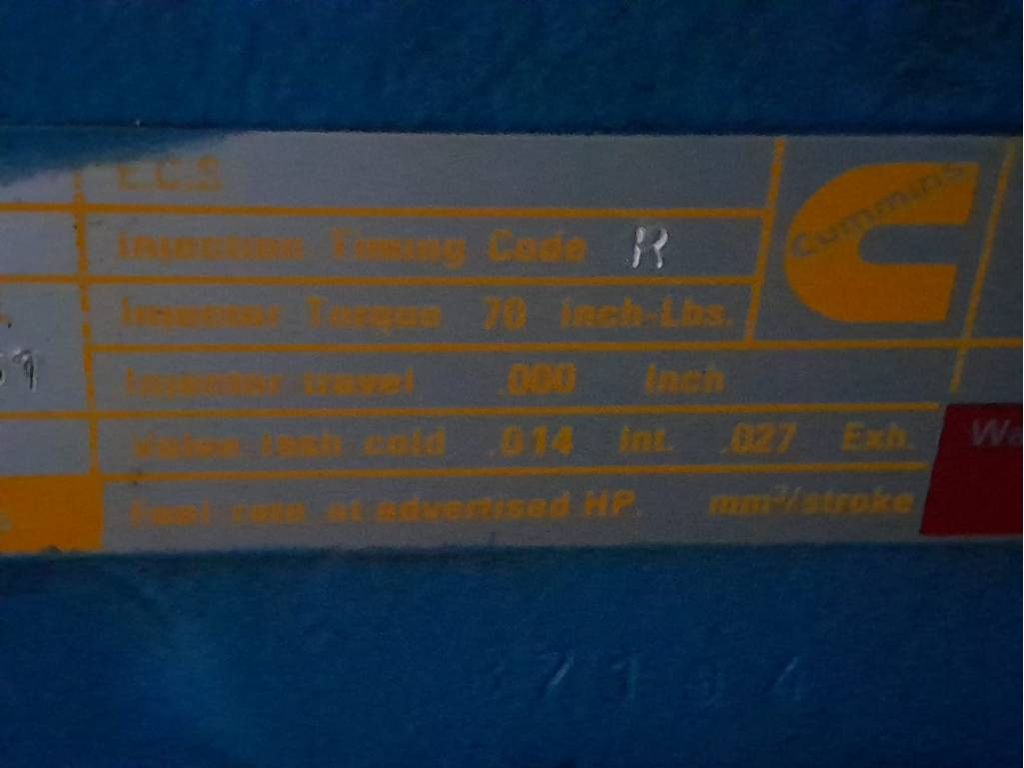 E.C.S
Injection Timing Code R
Cummins
Injector Torque 70 inch-Lbs.
Injector travel .000 Inch
Valve lash cold .014 Int. .027 Exh.
Wa
Fuel rate at advertised HP. mm³/stroke